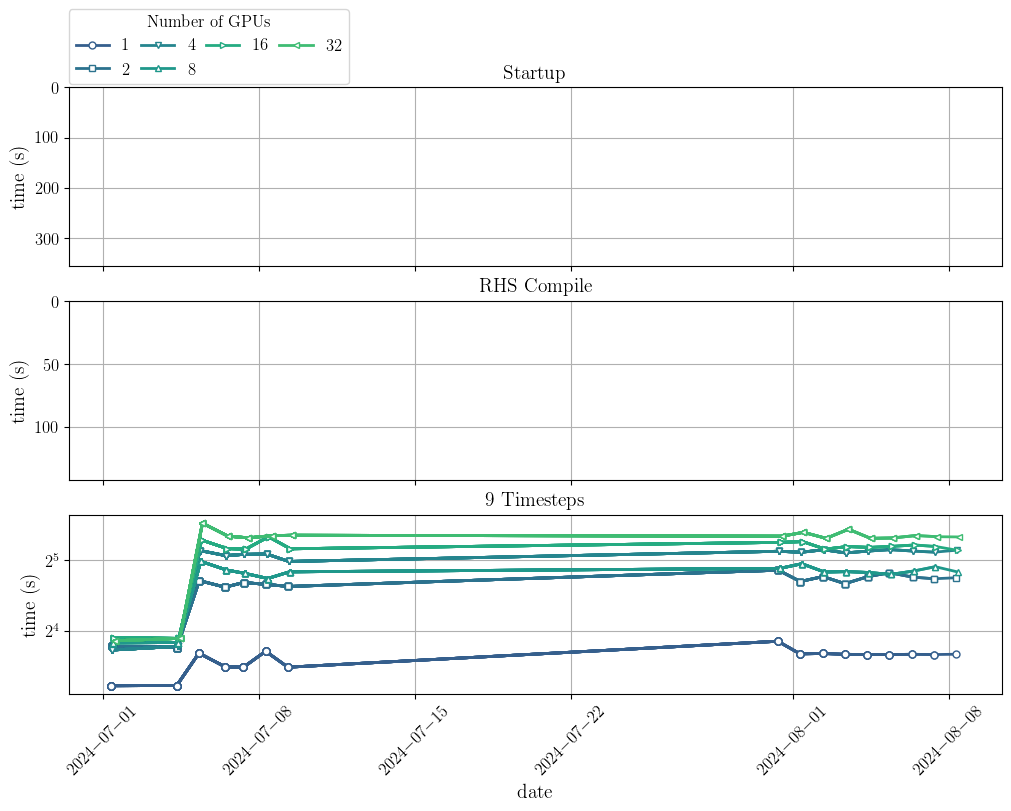 Number of GPUs
1 4 16 32
2 8
Startup
0
100
200
300
time (s)
RHS Compile
0
50
100
time (s)
9 Timesteps
2^5
2^4
time (s)
2024−07−01 2024−07−08 2024−07−15 2024−07−22 2024−08−01 2024−08−08
date